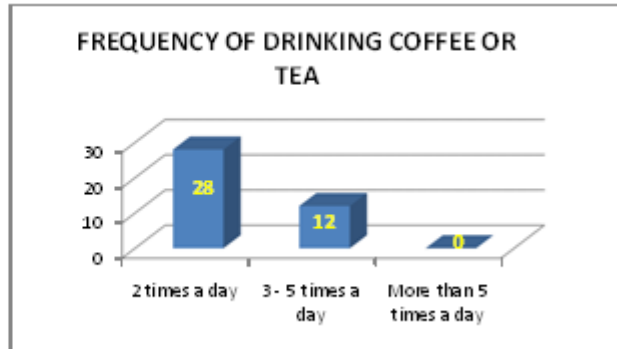 FREQUENCY OF DRINKING COFFEE OR
TEA
30
20
10
0
28
12
0
2 times a day
3 - 5 times a
day
More than 5
times a day